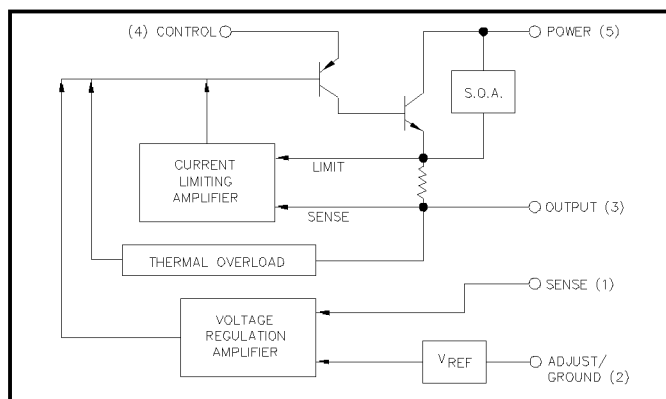 (4) CONTROL
POWER (5)
S.O.A.
CURRENT
LIMITING
AMPLIFIER
LIMIT
SENSE
OUTPUT (3)
THERMAL OVERLOAD
SENSE (1)
VOLTAGE
REGULATION
AMPLIFIER
VREF
ADJUST/
GROUND (2)